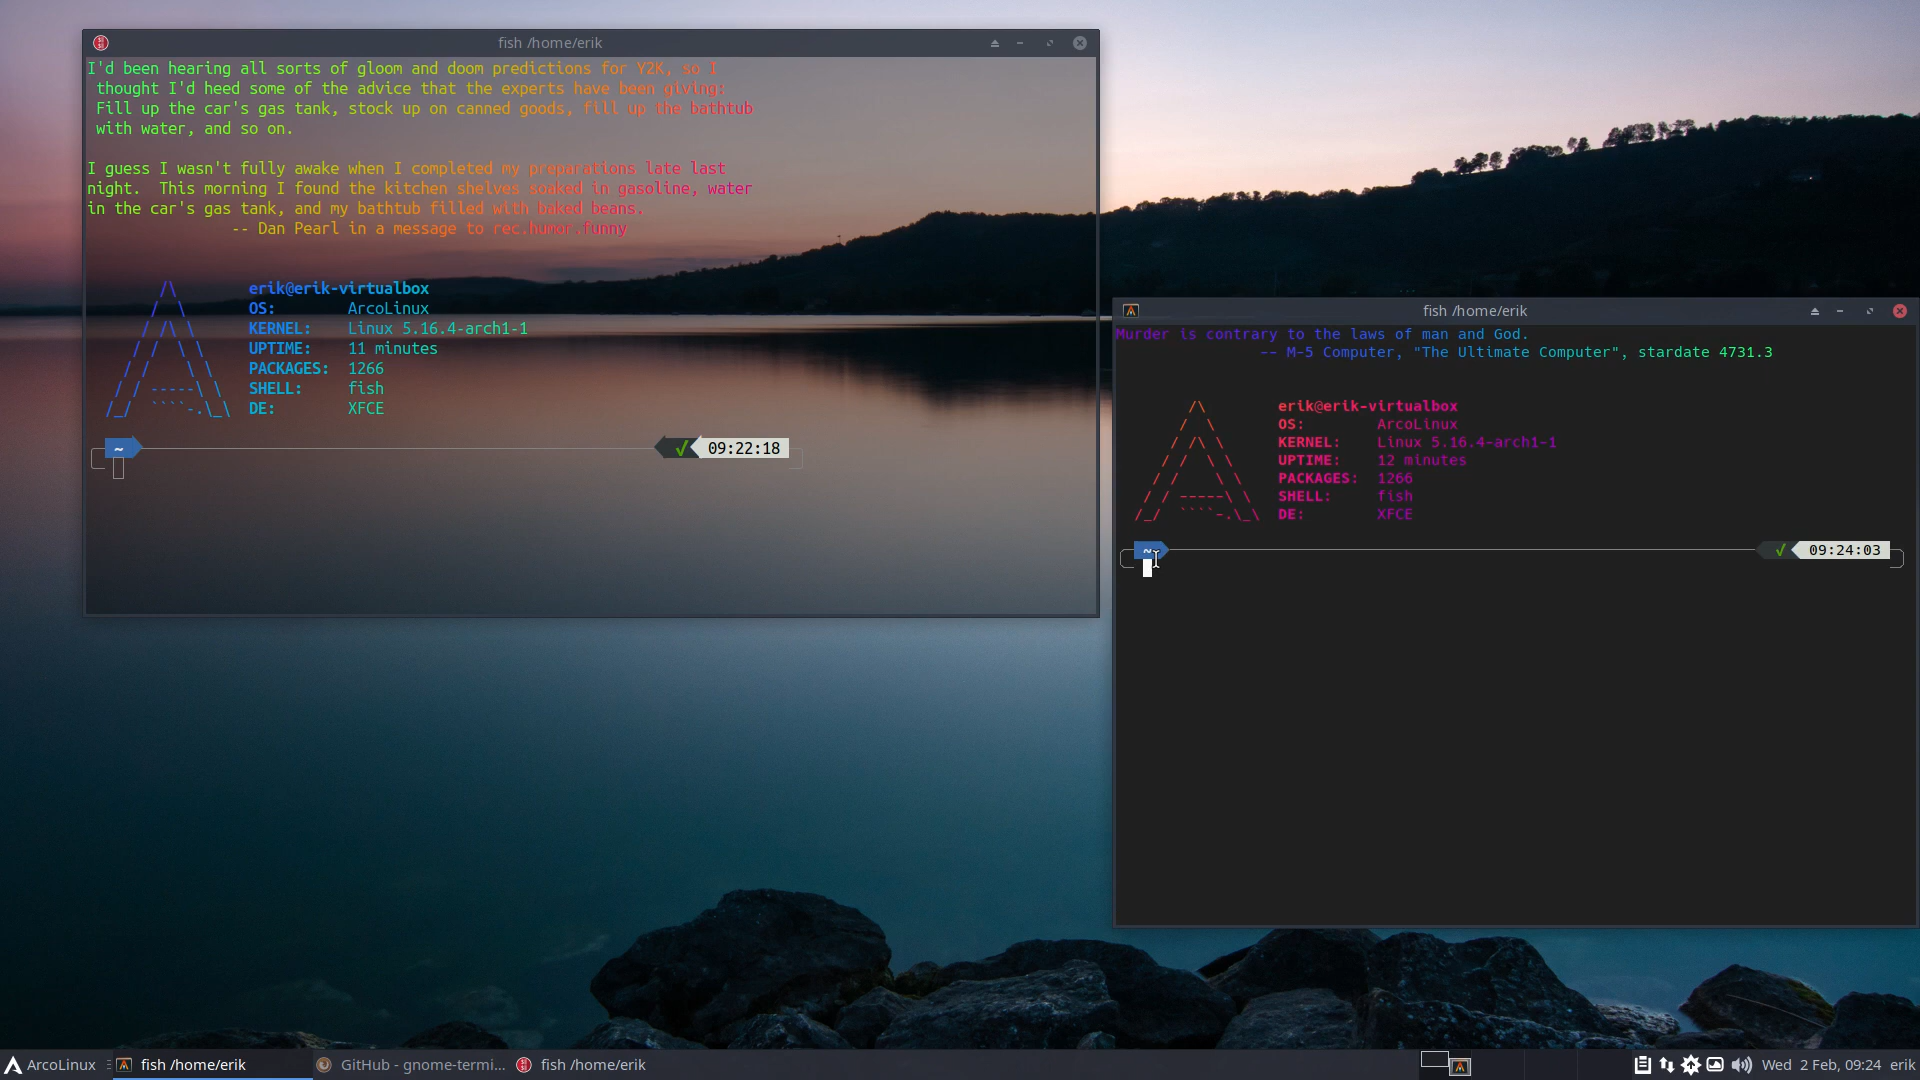 fish /home/erik
I'd been hearing all sorts of gloom and doom predictions for Y2K, so I
thought I'd heed some of the advice that the experts have been giving:
Fill up the car's gas tank, stock up on canned goods, fill up the bathtub
with water, and so on.
I guess I wasn't fully awake when I completed my preparations late last
night.  This morning I found the kitchen shelves soaked in gasoline, water
in the car's gas tank, and my bathtub filled with baked beans.
-- Dan Pearl in a message to rec.humor.funny
erik@erik-virtualbox
OS: ArcoLinux
KERNEL: Linux 5.16.4-arch1-1
UPTIME: 11 minutes
PACKAGES: 1266
SHELL: fish
DE: XFCE
~ √ 09:22:18
fish /home/erik
Murder is contrary to the laws of man and God.
-- M-5 Computer, "The Ultimate Computer", stardate 4731.3
erik@erik-virtualbox
OS: ArcoLinux
KERNEL: Linux 5.16.4-arch1-1
UPTIME: 12 minutes
PACKAGES: 1266
SHELL: fish
DE: XFCE
~ √ 09:24:03
ArcoLinux fish /home/erik GitHub - gnome-termi... fish /home/erik Wed 2 Feb, 09:24 erik